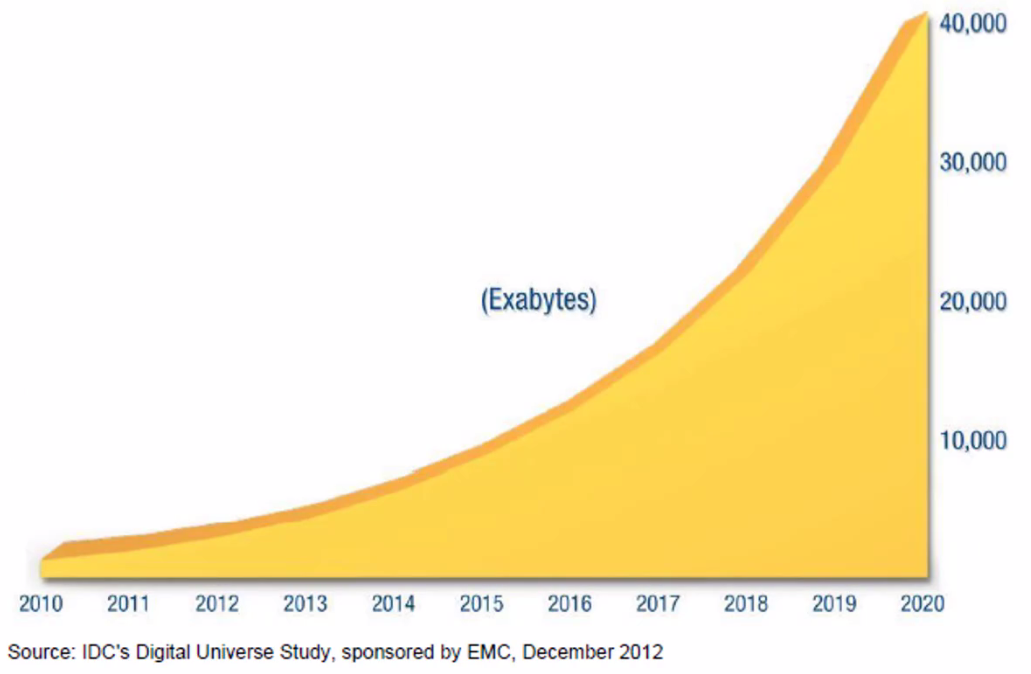 40,000
30,000
(Exabytes)
20,000
10,000
2010 2011 2012 2013 2014 2015 2016 2017 2018 2019 2020
Source: IDC's Digital Universe Study, sponsored by EMC, December 2012